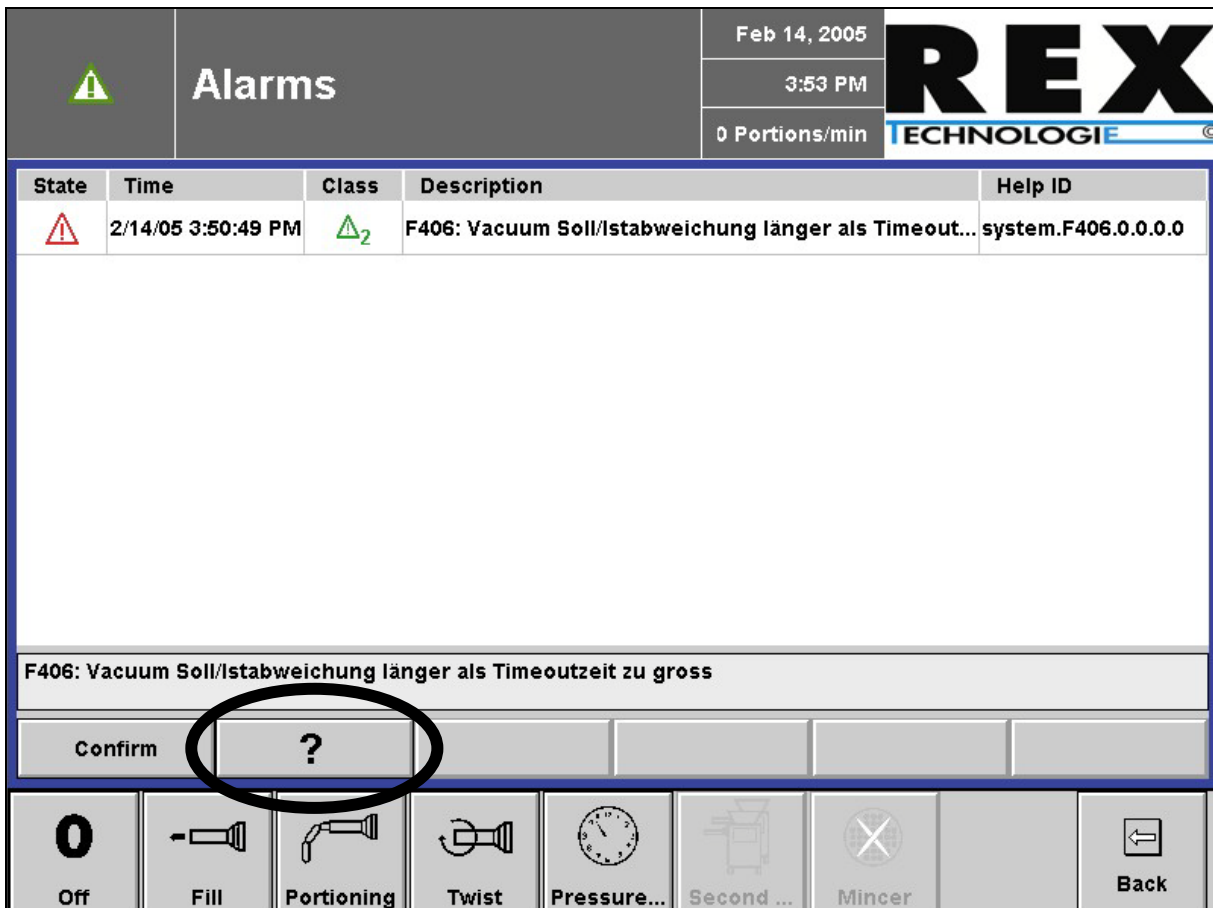 Alarms
Feb 14, 2005
3:53 PM
0 Portions/min
REX
TECHNOLOGIE ©
State Time Class Description Help ID
2/14/05 3:50:49 PM 2 F406: Vacuum Soll/Istabweichung länger als Timeout... system.F406.0.0.0.0
F406: Vacuum Soll/Istabweichung länger als Timeoutzeit zu gross
Confirm ?
0
Off Fill Portioning Twist Pressure... Second ... Mincer Back